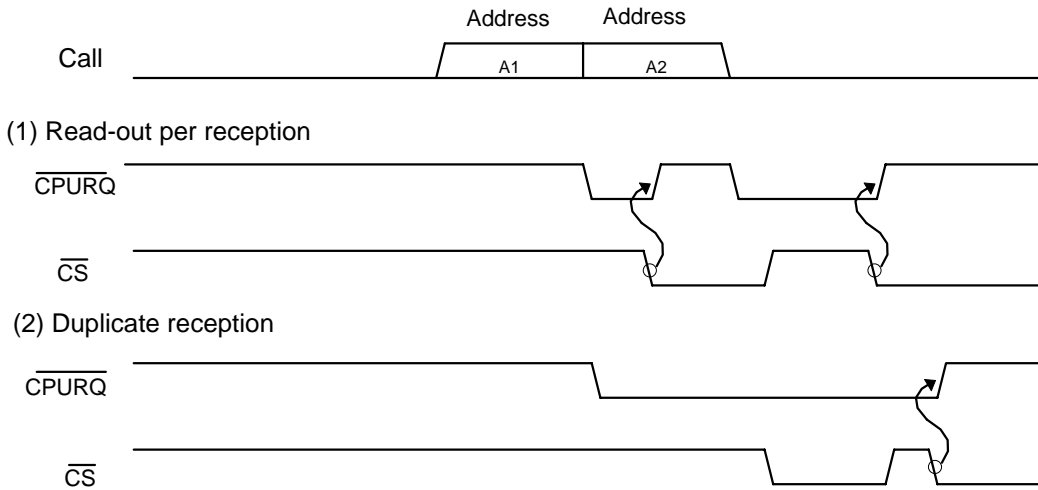 Address Address
Call
A1 A2
(1) Read-out per reception
CPURQ
CS
(2) Duplicate reception
CPURQ
CS